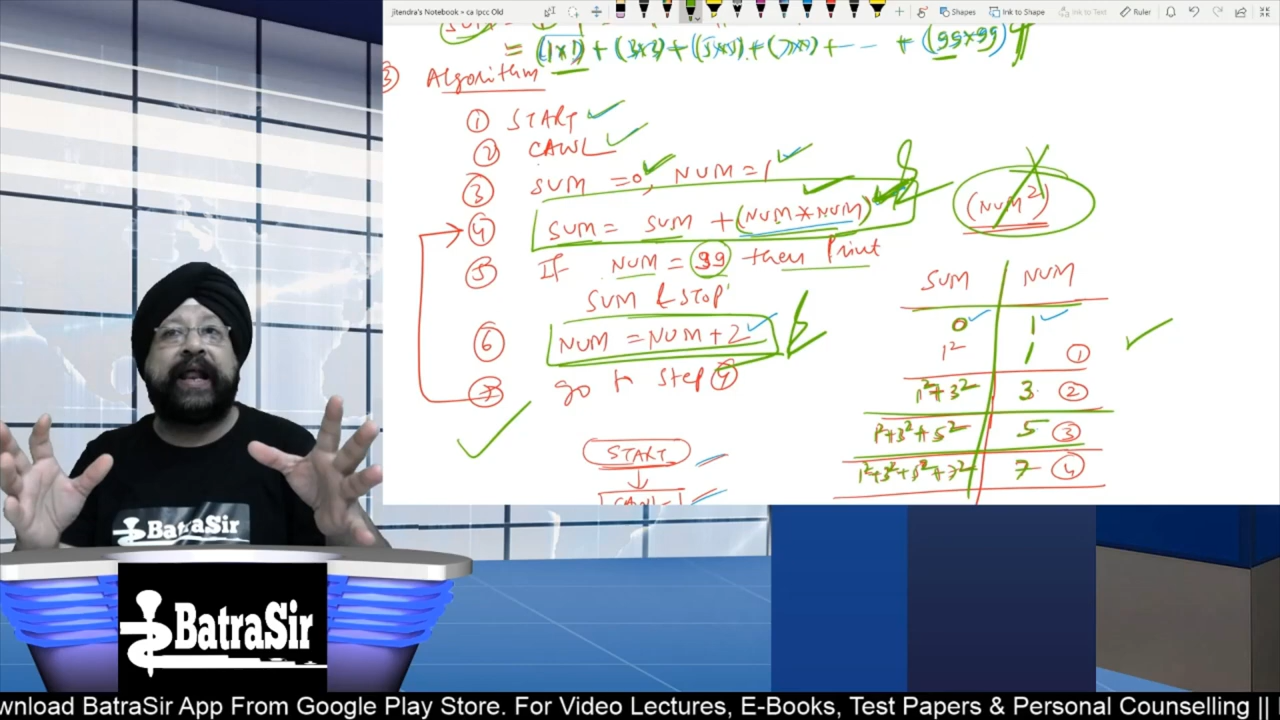 jitendra's Notebook » ca Ipcc Old
Shapes
Ink to Shape
Ink to Text
Ruler
SUM =
= (1×1) + (3×3) + (5×5) + (7×7) + -- -- + (99×99)
③ Algorithm
① START
② CAWL
③ SUM = 0, NUM = 1
④ SUM = SUM + (NUM * NUM)
(NUM²)
⑤ IF NUM = 99 then Print
SUM & STOP
⑥ NUM = NUM + 2
⑦ go to step ④
SUM NUM
0 1
1² 1 ①
1²+3² 3 ②
1²+3²+5² 5 ③
1²+3²+5²+7² 7 ④
START
CAWL
BatraSir
BatraSir
wnload BatraSir App From Google Play Store. For Video Lectures, E-Books, Test Papers & Personal Counselling ||